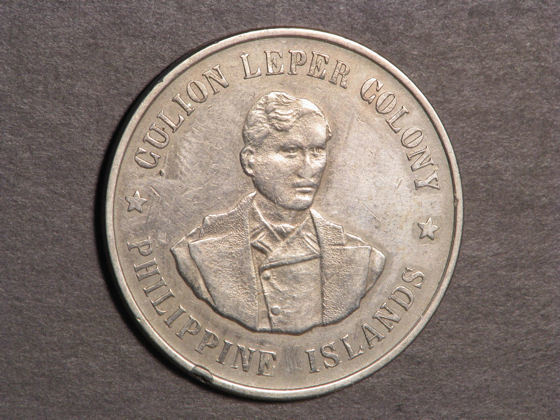 CULION LEPER COLONY
PHILIPPINE ISLANDS